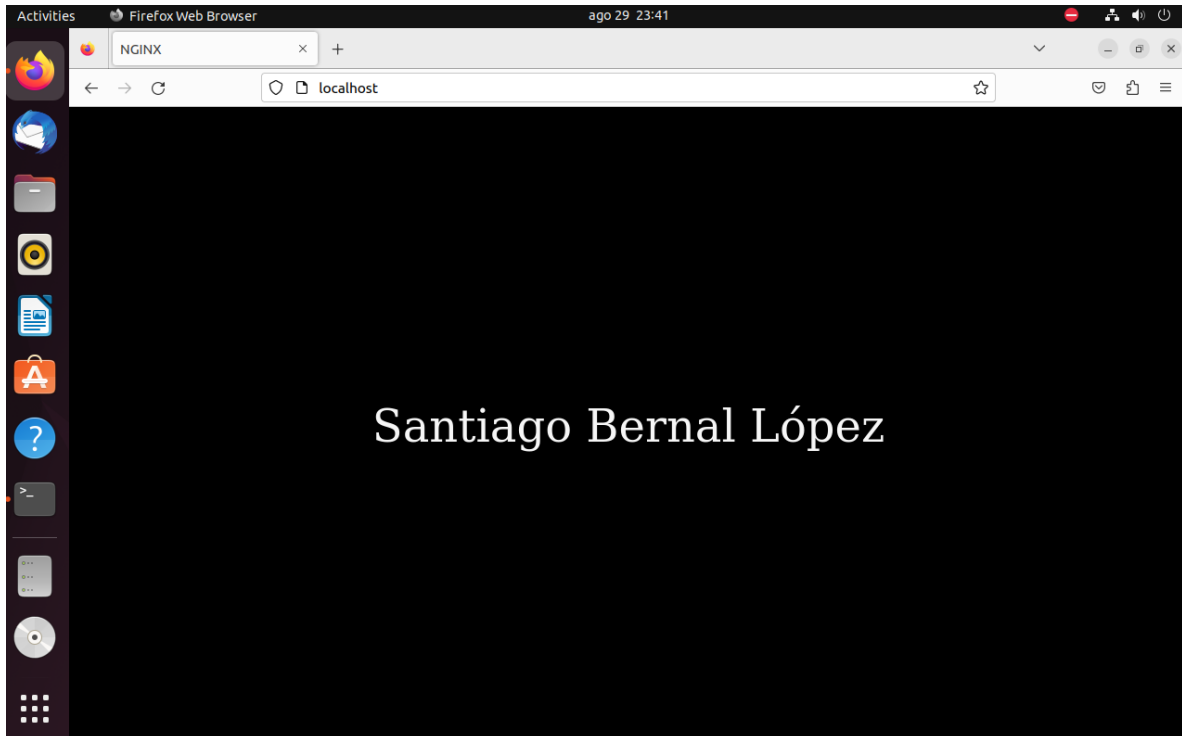 Activities Firefox Web Browser ago 29 23:41
NGINX
localhost
Santiago Bernal López